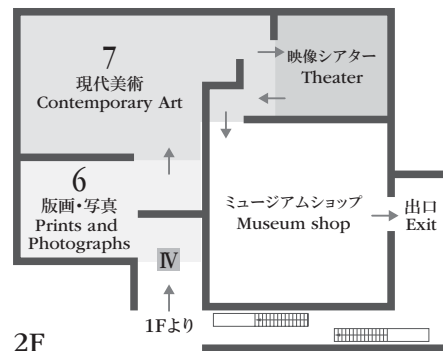 7
現代美術
Contemporary Art
映像シアター
Theater
6
版画・写真
Prints and
Photographs
ミュージアムショップ
Museum shop
出口
Exit
Ⅳ
1Fより
2F